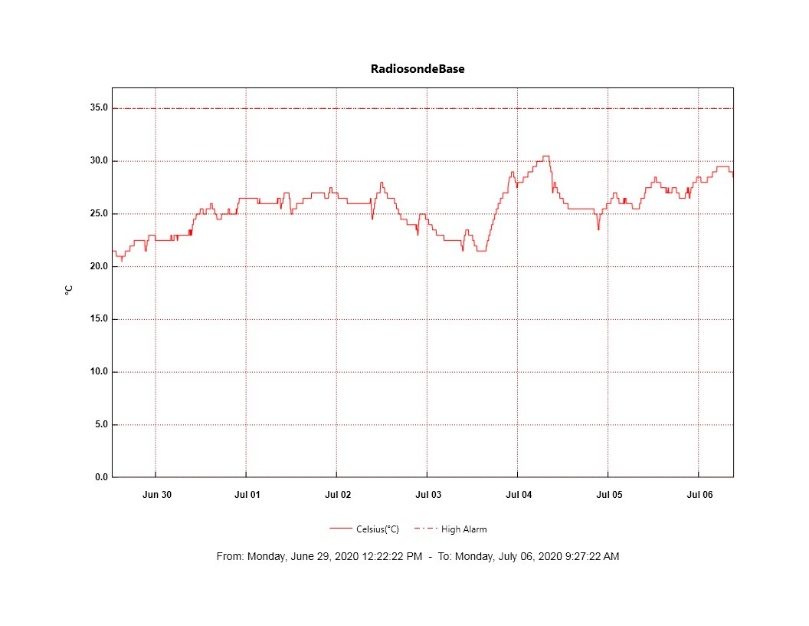 RadiosondeBase
35.0
30.0
25.0
20.0
°C
15.0
10.0
5.0
0.0
Jun 30 Jul 01 Jul 02 Jul 03 Jul 04 Jul 05 Jul 06
Celsius(°C) High Alarm
From: Monday, June 29, 2020 12:22:22 PM - To: Monday, July 06, 2020 9:27:22 AM